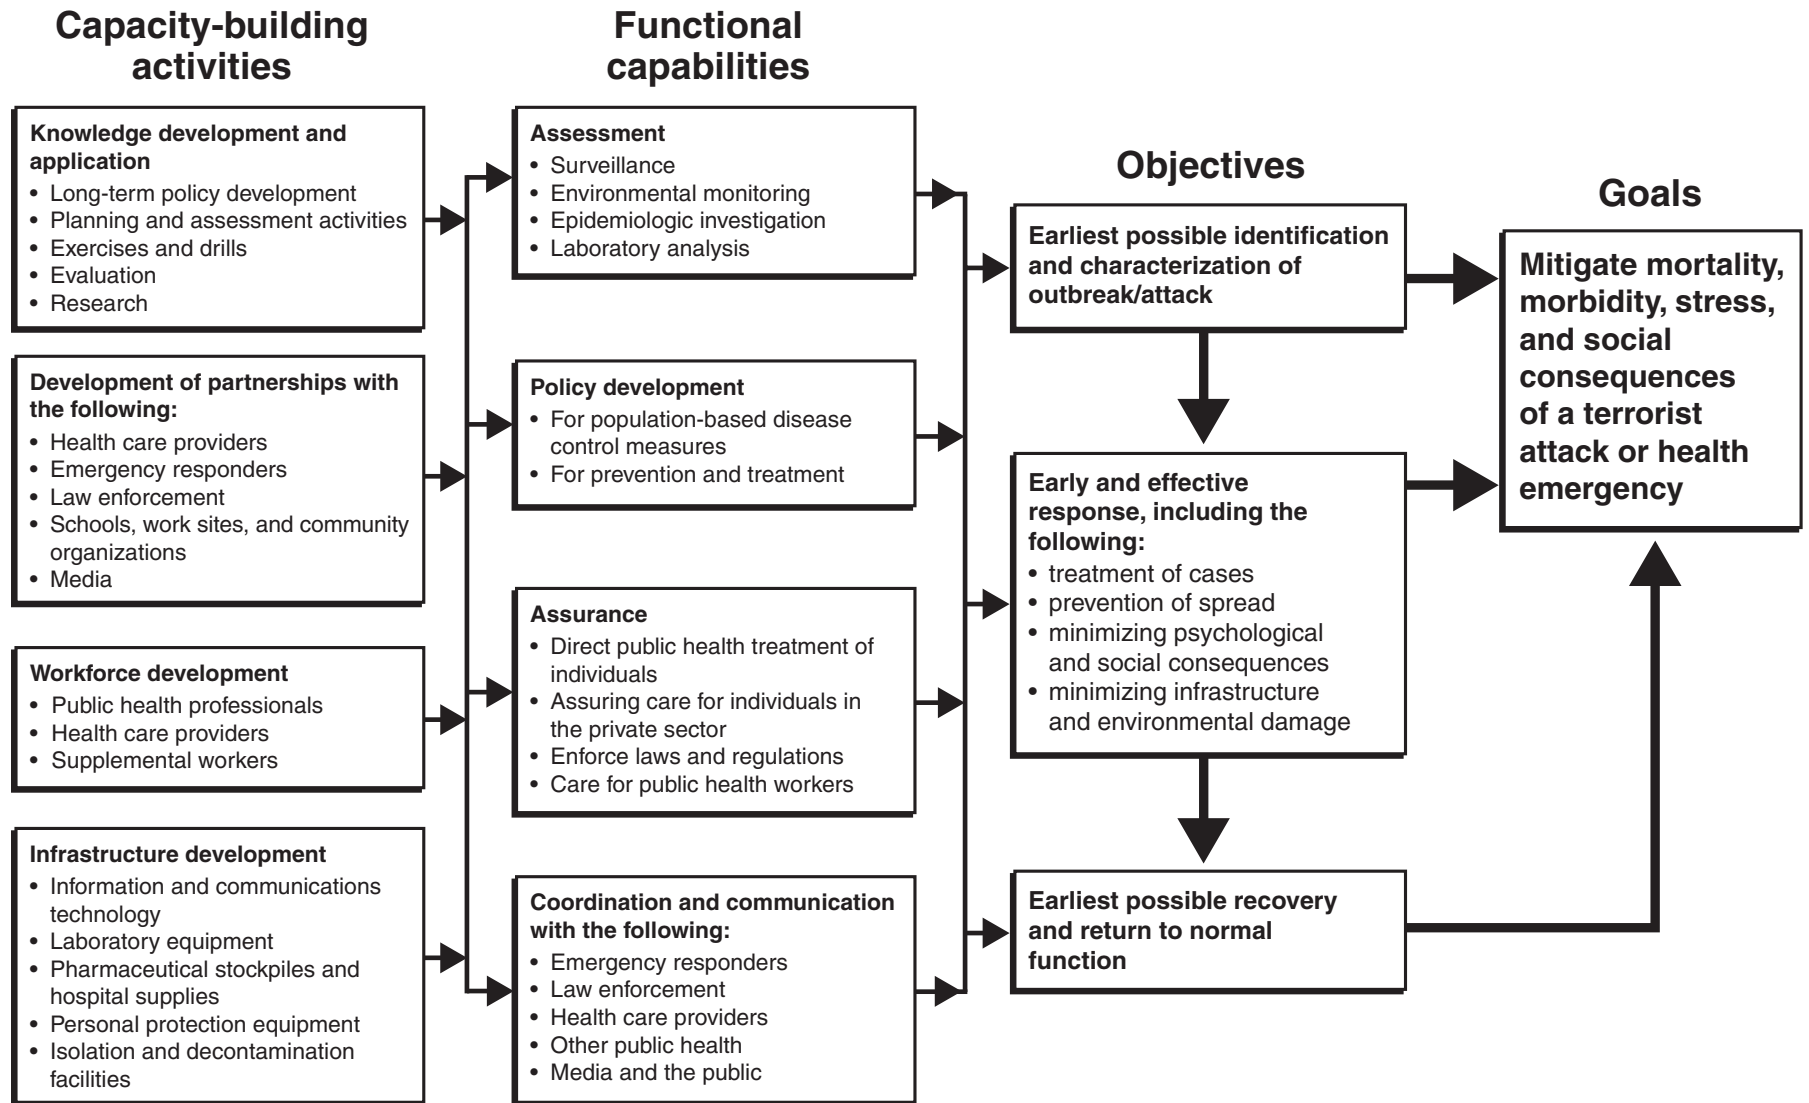 Capacity-building
activities
Knowledge development and
application
• Long-term policy development
• Planning and assessment activities
• Exercises and drills
• Evaluation
• Research
Development of partnerships with
the following:
• Health care providers
• Emergency responders
• Law enforcement
• Schools, work sites, and community
organizations
• Media
Workforce development
• Public health professionals
• Health care providers
• Supplemental workers
Infrastructure development
• Information and communications
technology
• Laboratory equipment
• Pharmaceutical stockpiles and
hospital supplies
• Personal protection equipment
• Isolation and decontamination
facilities
Functional
capabilities
Assessment
• Surveillance
• Environmental monitoring
• Epidemiologic investigation
• Laboratory analysis
Policy development
• For population-based disease
control measures
• For prevention and treatment
Assurance
• Direct public health treatment of
individuals
• Assuring care for individuals in
the private sector
• Enforce laws and regulations
• Care for public health workers
Coordination and communication
with the following:
• Emergency responders
• Law enforcement
• Health care providers
• Other public health
• Media and the public
Objectives
Earliest possible identification
and characterization of
outbreak/attack
Early and effective
response, including the
following:
• treatment of cases
• prevention of spread
• minimizing psychological
and social consequences
• minimizing infrastructure
and environmental damage
Earliest possible recovery
and return to normal
function
Goals
Mitigate mortality,
morbidity, stress,
and social
consequences
of a terrorist
attack or health
emergency